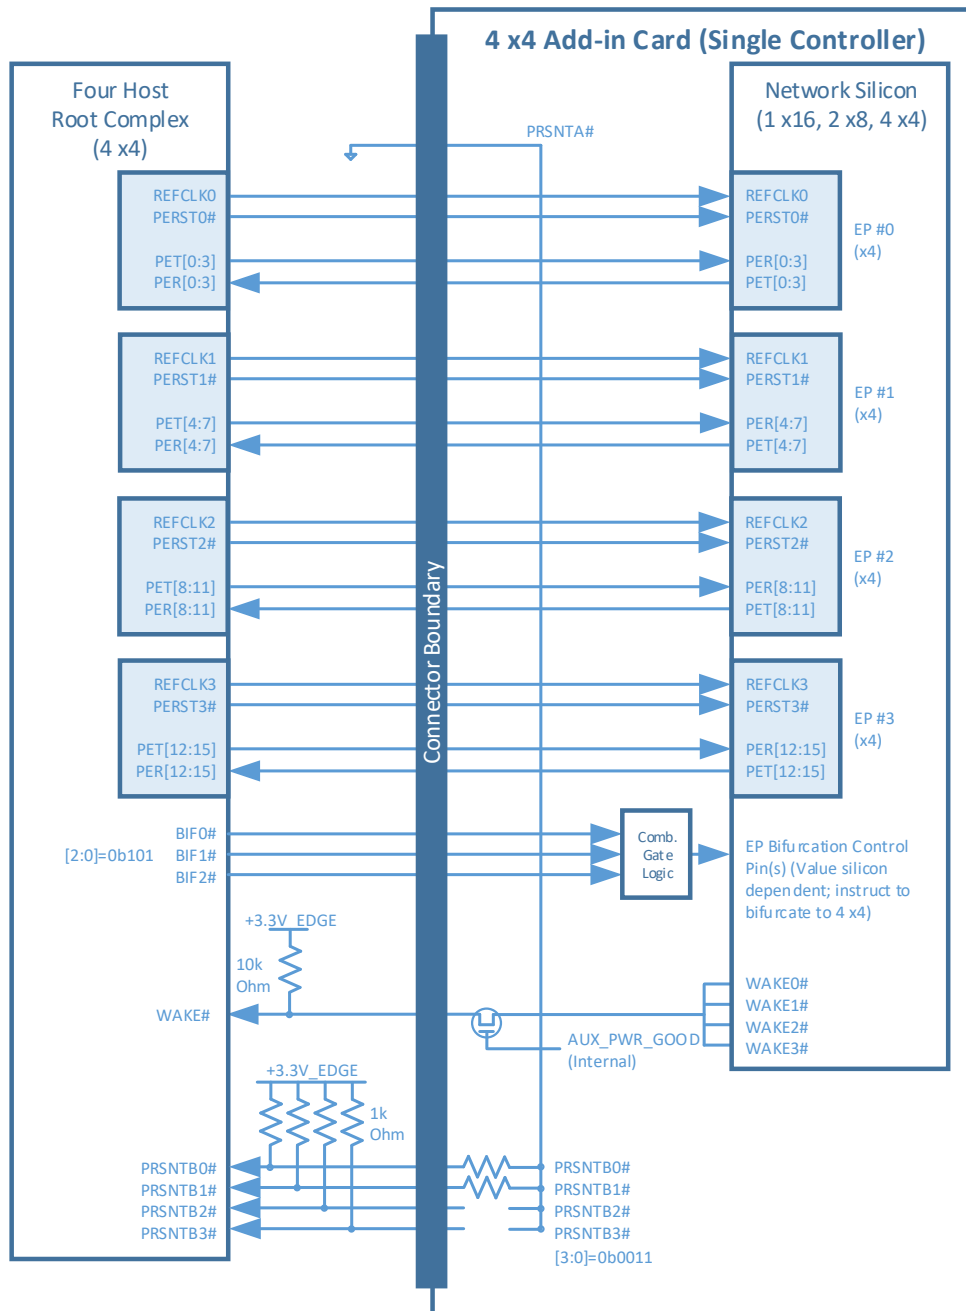 4 x4 Add-in Card (Single Controller)
Four Host
Root Complex
(4 x4)
Network Silicon
(1 x16, 2 x8, 4 x4)
PRSNTA#
REFCLK0
PERST0#
PET[0:3]
PER[0:3]
REFCLK0
PERST0#
PER[0:3]
PET[0:3]
EP #0
(x4)
REFCLK1
PERST1#
PET[4:7]
PER[4:7]
REFCLK1
PERST1#
PER[4:7]
PET[4:7]
EP #1
(x4)
REFCLK2
PERST2#
PET[8:11]
PER[8:11]
REFCLK2
PERST2#
PER[8:11]
PET[8:11]
EP #2
(x4)
Connector Boundary
REFCLK3
PERST3#
PET[12:15]
PER[12:15]
REFCLK3
PERST3#
PER[12:15]
PET[12:15]
EP #3
(x4)
BIF0#
[2:0]=0b101 BIF1#
BIF2#
Comb.
Gate
Logic
EP Bifurcation Control
Pin(s) (Value silicon
dependent; instruct to
bifurcate to 4 x4)
+3.3V_EDGE
10k
Ohm
WAKE#
AUX_PWR_GOOD
(Internal)
WAKE0#
WAKE1#
WAKE2#
WAKE3#
+3.3V_EDGE
1k
Ohm
PRSNTB0#
PRSNTB1#
PRSNTB2#
PRSNTB3#
PRSNTB0#
PRSNTB1#
PRSNTB2#
PRSNTB3#
[3:0]=0b0011